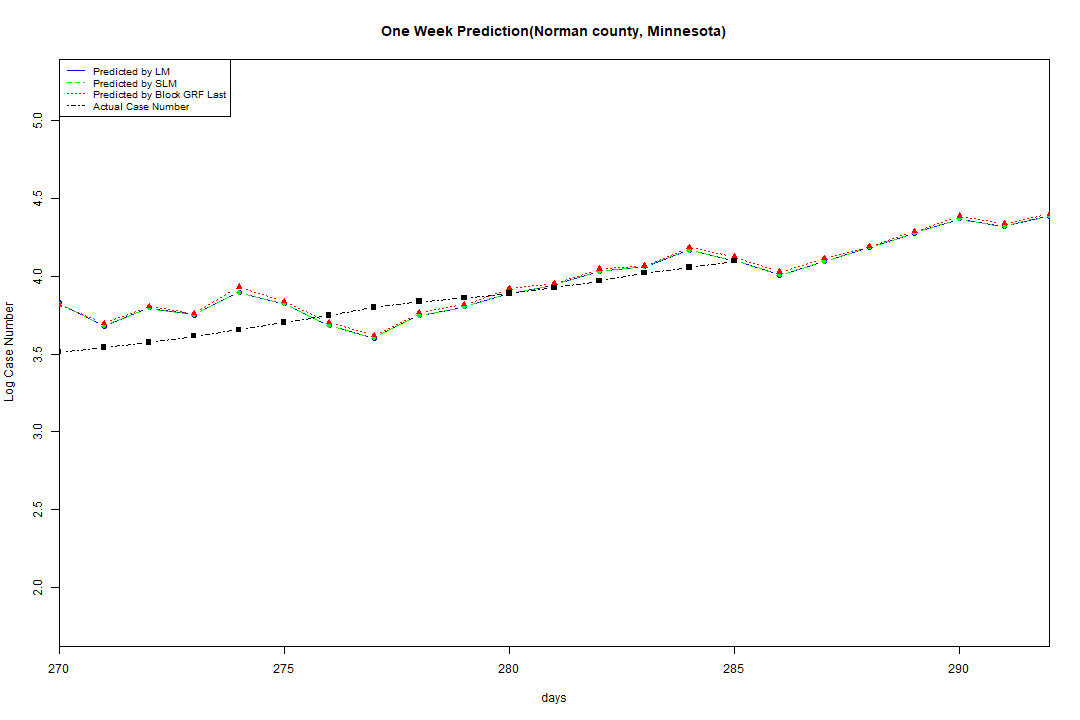 One Week Prediction(Norman county, Minnesota)
Predicted by LM
Predicted by SLM
Predicted by Block GRF Last
Actual Case Number
5.0
4.5
4.0
3.5
3.0
2.5
2.0
Log Case Number
270 275 280 285 290
days